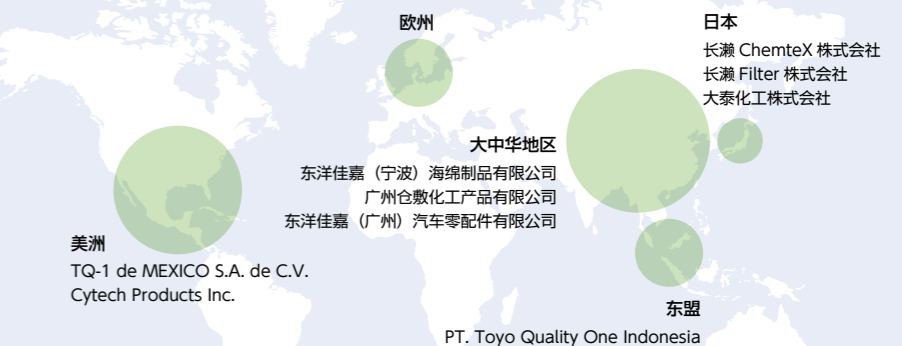 欧州
日本
长濑 ChemteX 株式会社
长濑 Filter 株式会社
大泰化工株式会社
大中华地区
东洋佳嘉（宁波）海绵制品有限公司
广州仓敷化工产品有限公司
东洋佳嘉（广州）汽车零配件有限公司
美洲
TQ-1 de MEXICO S.A. de C.V.
Cytech Products Inc.
东盟
PT. Toyo Quality One Indonesia